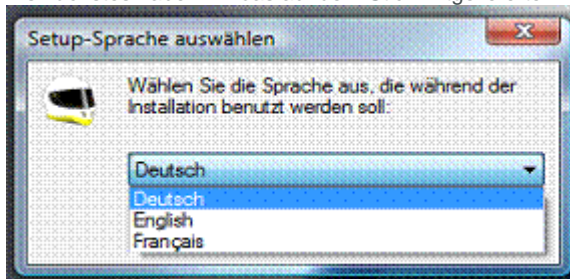 Setup-Sprache auswählen
Wählen Sie die Sprache aus, die während der
Installation benutzt werden soll:
Deutsch
Deutsch
English
Français